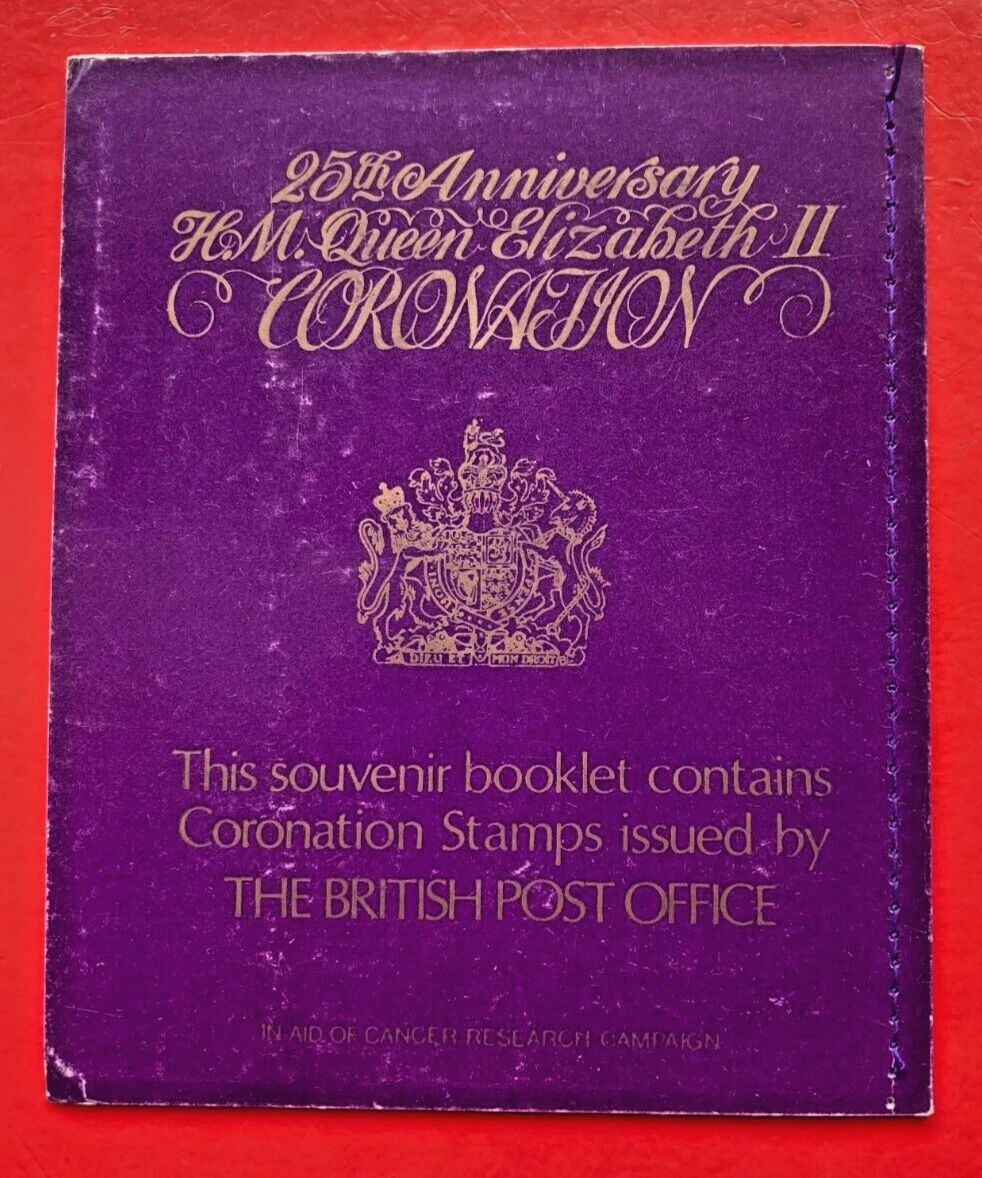 25th Anniversary
H.M. Queen Elizabeth II
CORONATION
DIEU ET MON DROIT
This souvenir booklet contains
Coronation Stamps issued by
THE BRITISH POST OFFICE
IN AID OF CANCER RESEARCH CAMPAIGN